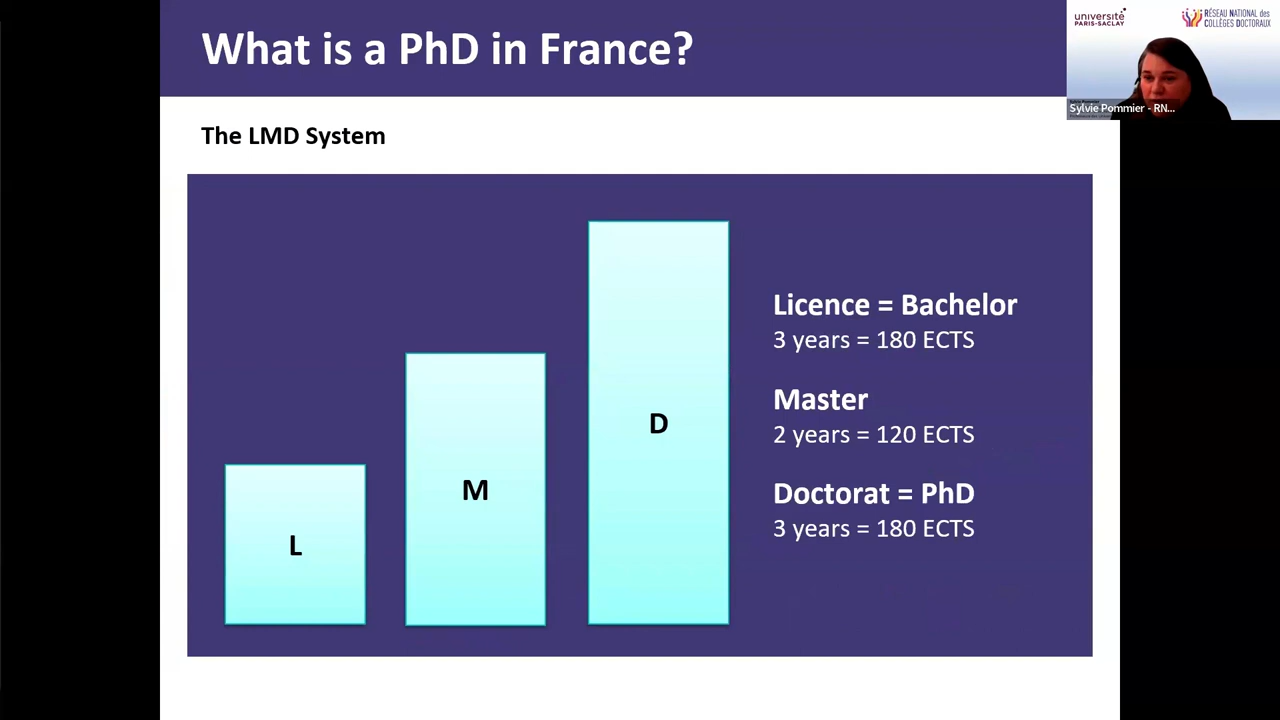 What is a PhD in France?
université
PARIS-SACLAY
RÉSEAU NATIONAL des
COLLÈGES DOCTORAUX
Sylvie Pommier - RN...
The LMD System
L
M
D
Licence = Bachelor
3 years = 180 ECTS
Master
2 years = 120 ECTS
Doctorat = PhD
3 years = 180 ECTS